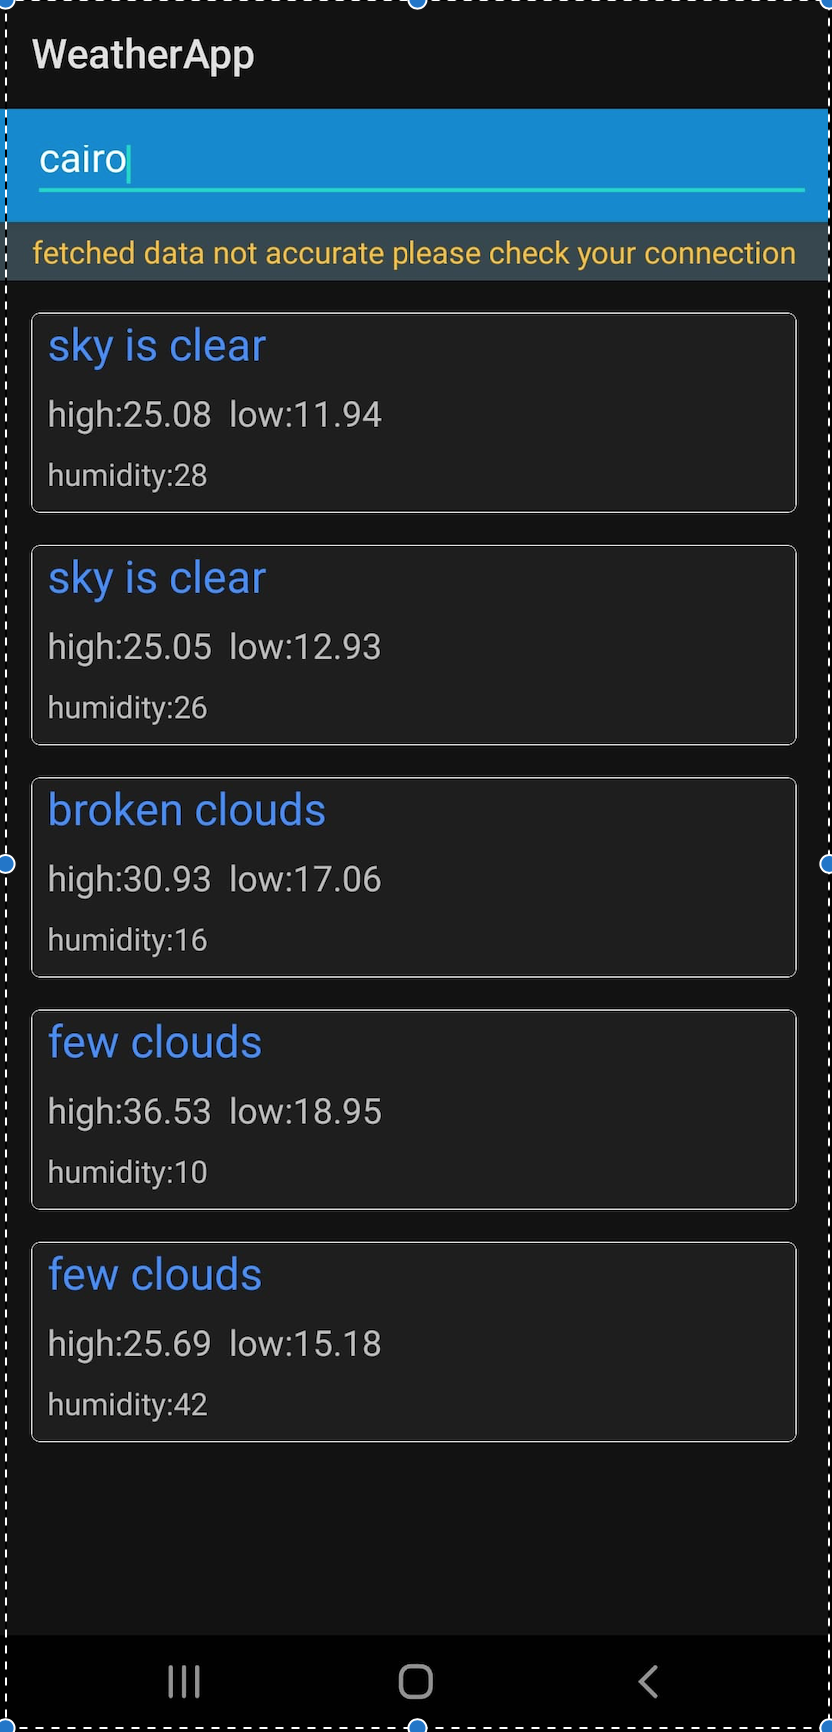 WeatherApp
cairo
fetched data not accurate please check your connection
sky is clear
high:25.08 low:11.94
humidity:28
sky is clear
high:25.05 low:12.93
humidity:26
broken clouds
high:30.93 low:17.06
humidity:16
few clouds
high:36.53 low:18.95
humidity:10
few clouds
high:25.69 low:15.18
humidity:42